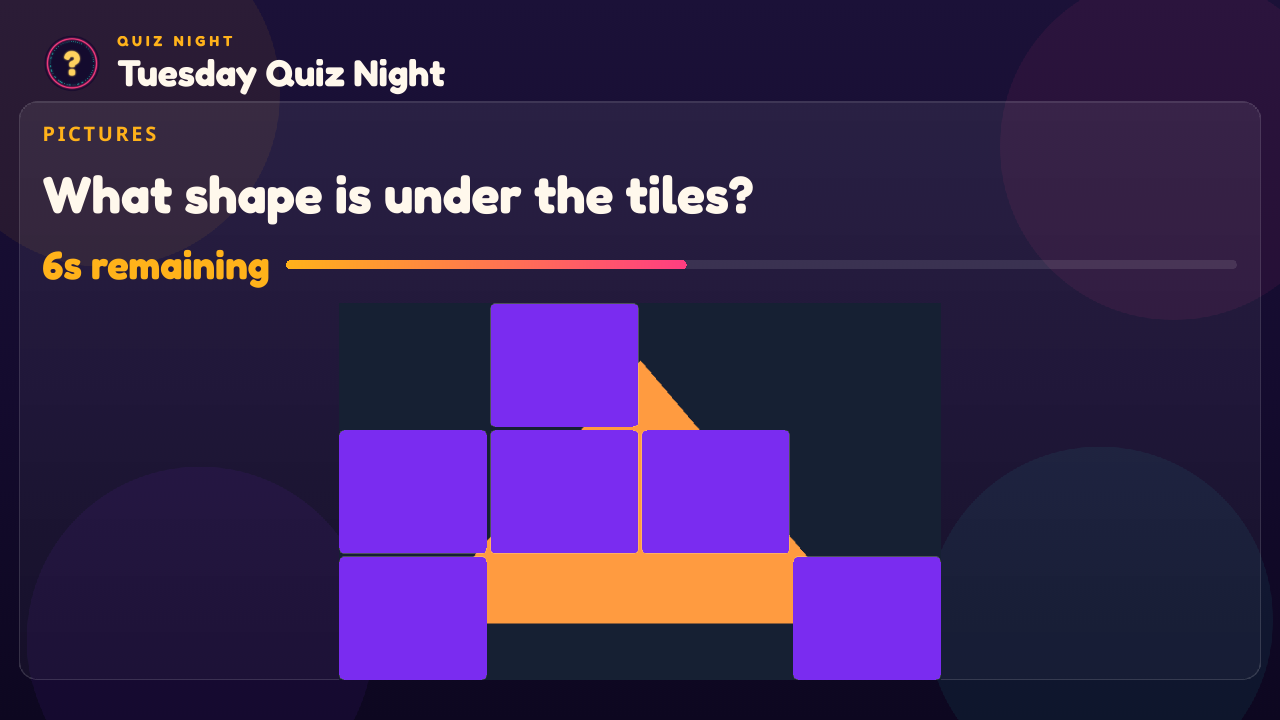 ?
QUIZ NIGHT
Tuesday Quiz Night
PICTURES
What shape is under the tiles?
6s remaining